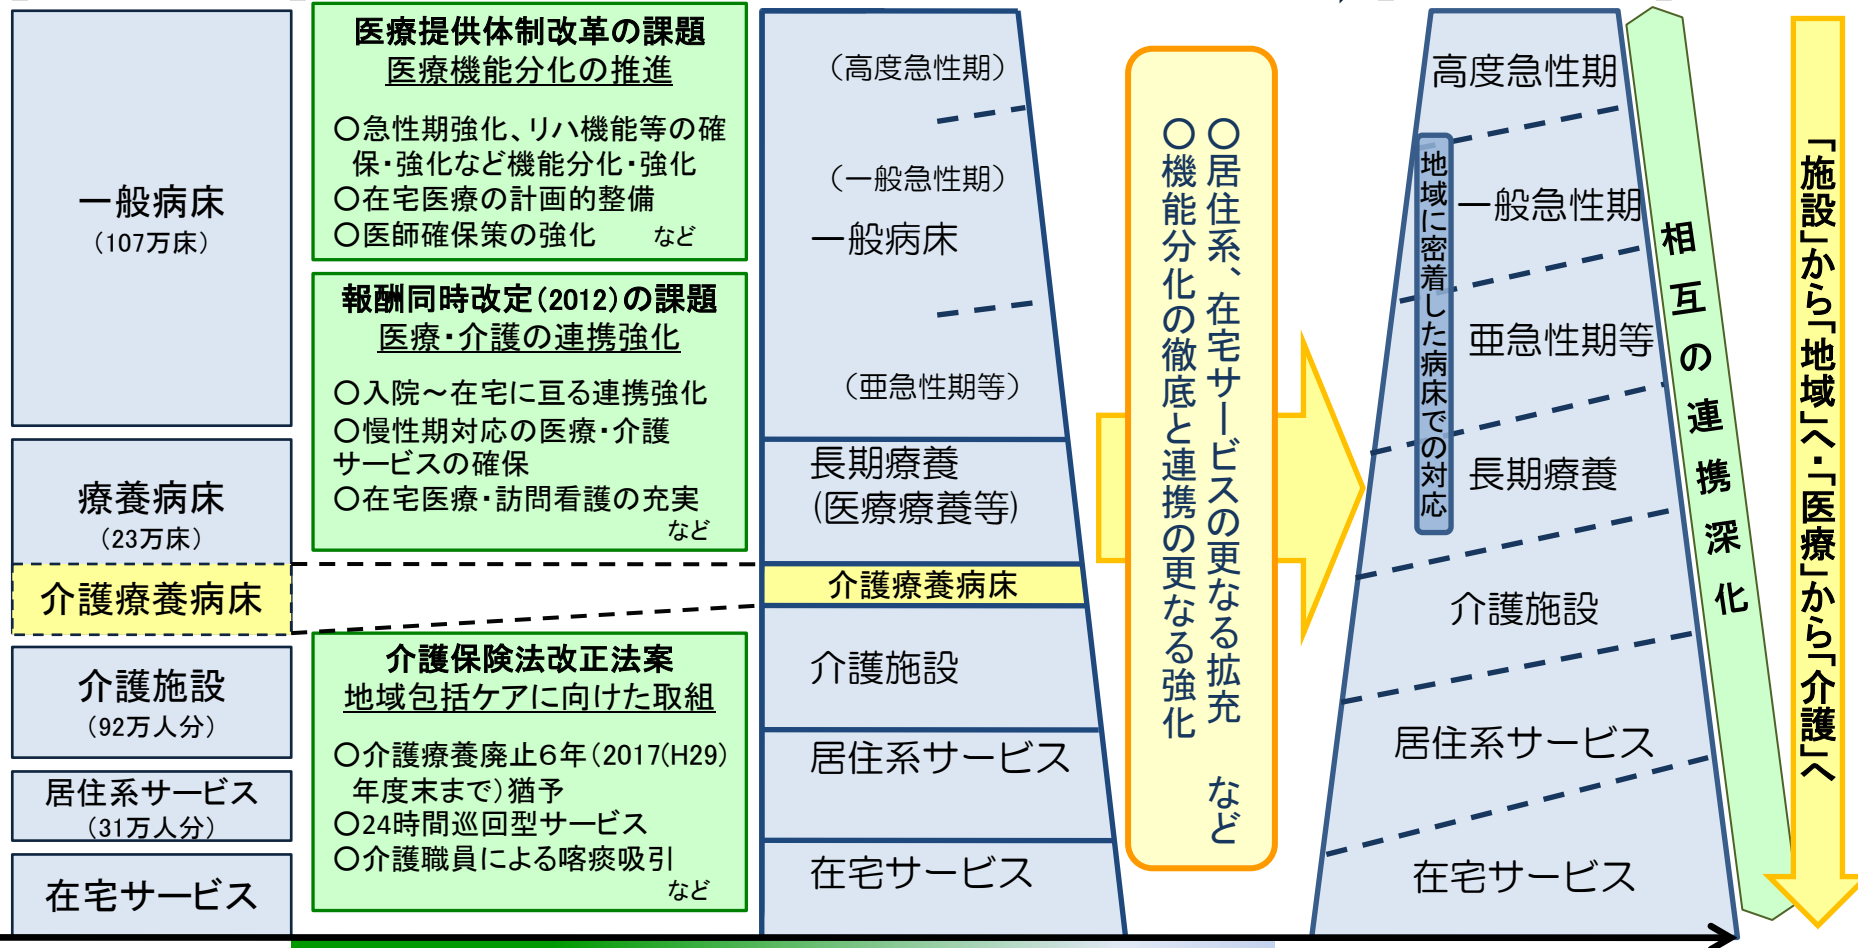 一般病床
（107万床）
療養病床
（23万床）
介護療養病床
介護施設
（92万人分）
居住系サービス
（31万人分）
在宅サービス
医療提供体制改革の課題
医療機能分化の推進
○急性期強化、リハ機能等の確
保・強化など機能分化・強化
○在宅医療の計画的整備
○医師確保策の強化　　など
報酬同時改定（2012）の課題
医療・介護の連携強化
○入院～在宅に亘る連携強化
○慢性期対応の医療・介護
サービスの確保
○在宅医療・訪問看護の充実
など
介護保険法改正法案
地域包括ケアに向けた取組
○介護療養廃止６年（2017（H29）
年度末まで）猶予
○24時間巡回型サービス
○介護職員による喀痰吸引
など
（高度急性期）
（一般急性期）
一般病床
（亜急性期等）
長期療養
（医療療養等）
介護療養病床
介護施設
居住系サービス
在宅サービス
○居住系、在宅サービスの更なる拡充　など
○機能分化の徹底と連携の更なる強化
高度急性期
一般急性期
亜急性期等
長期療養
介護施設
居住系サービス
在宅サービス
地域に密着した病床での対応
相互の連携深化
「施設」から「地域」へ・「医療」から「介護」へ